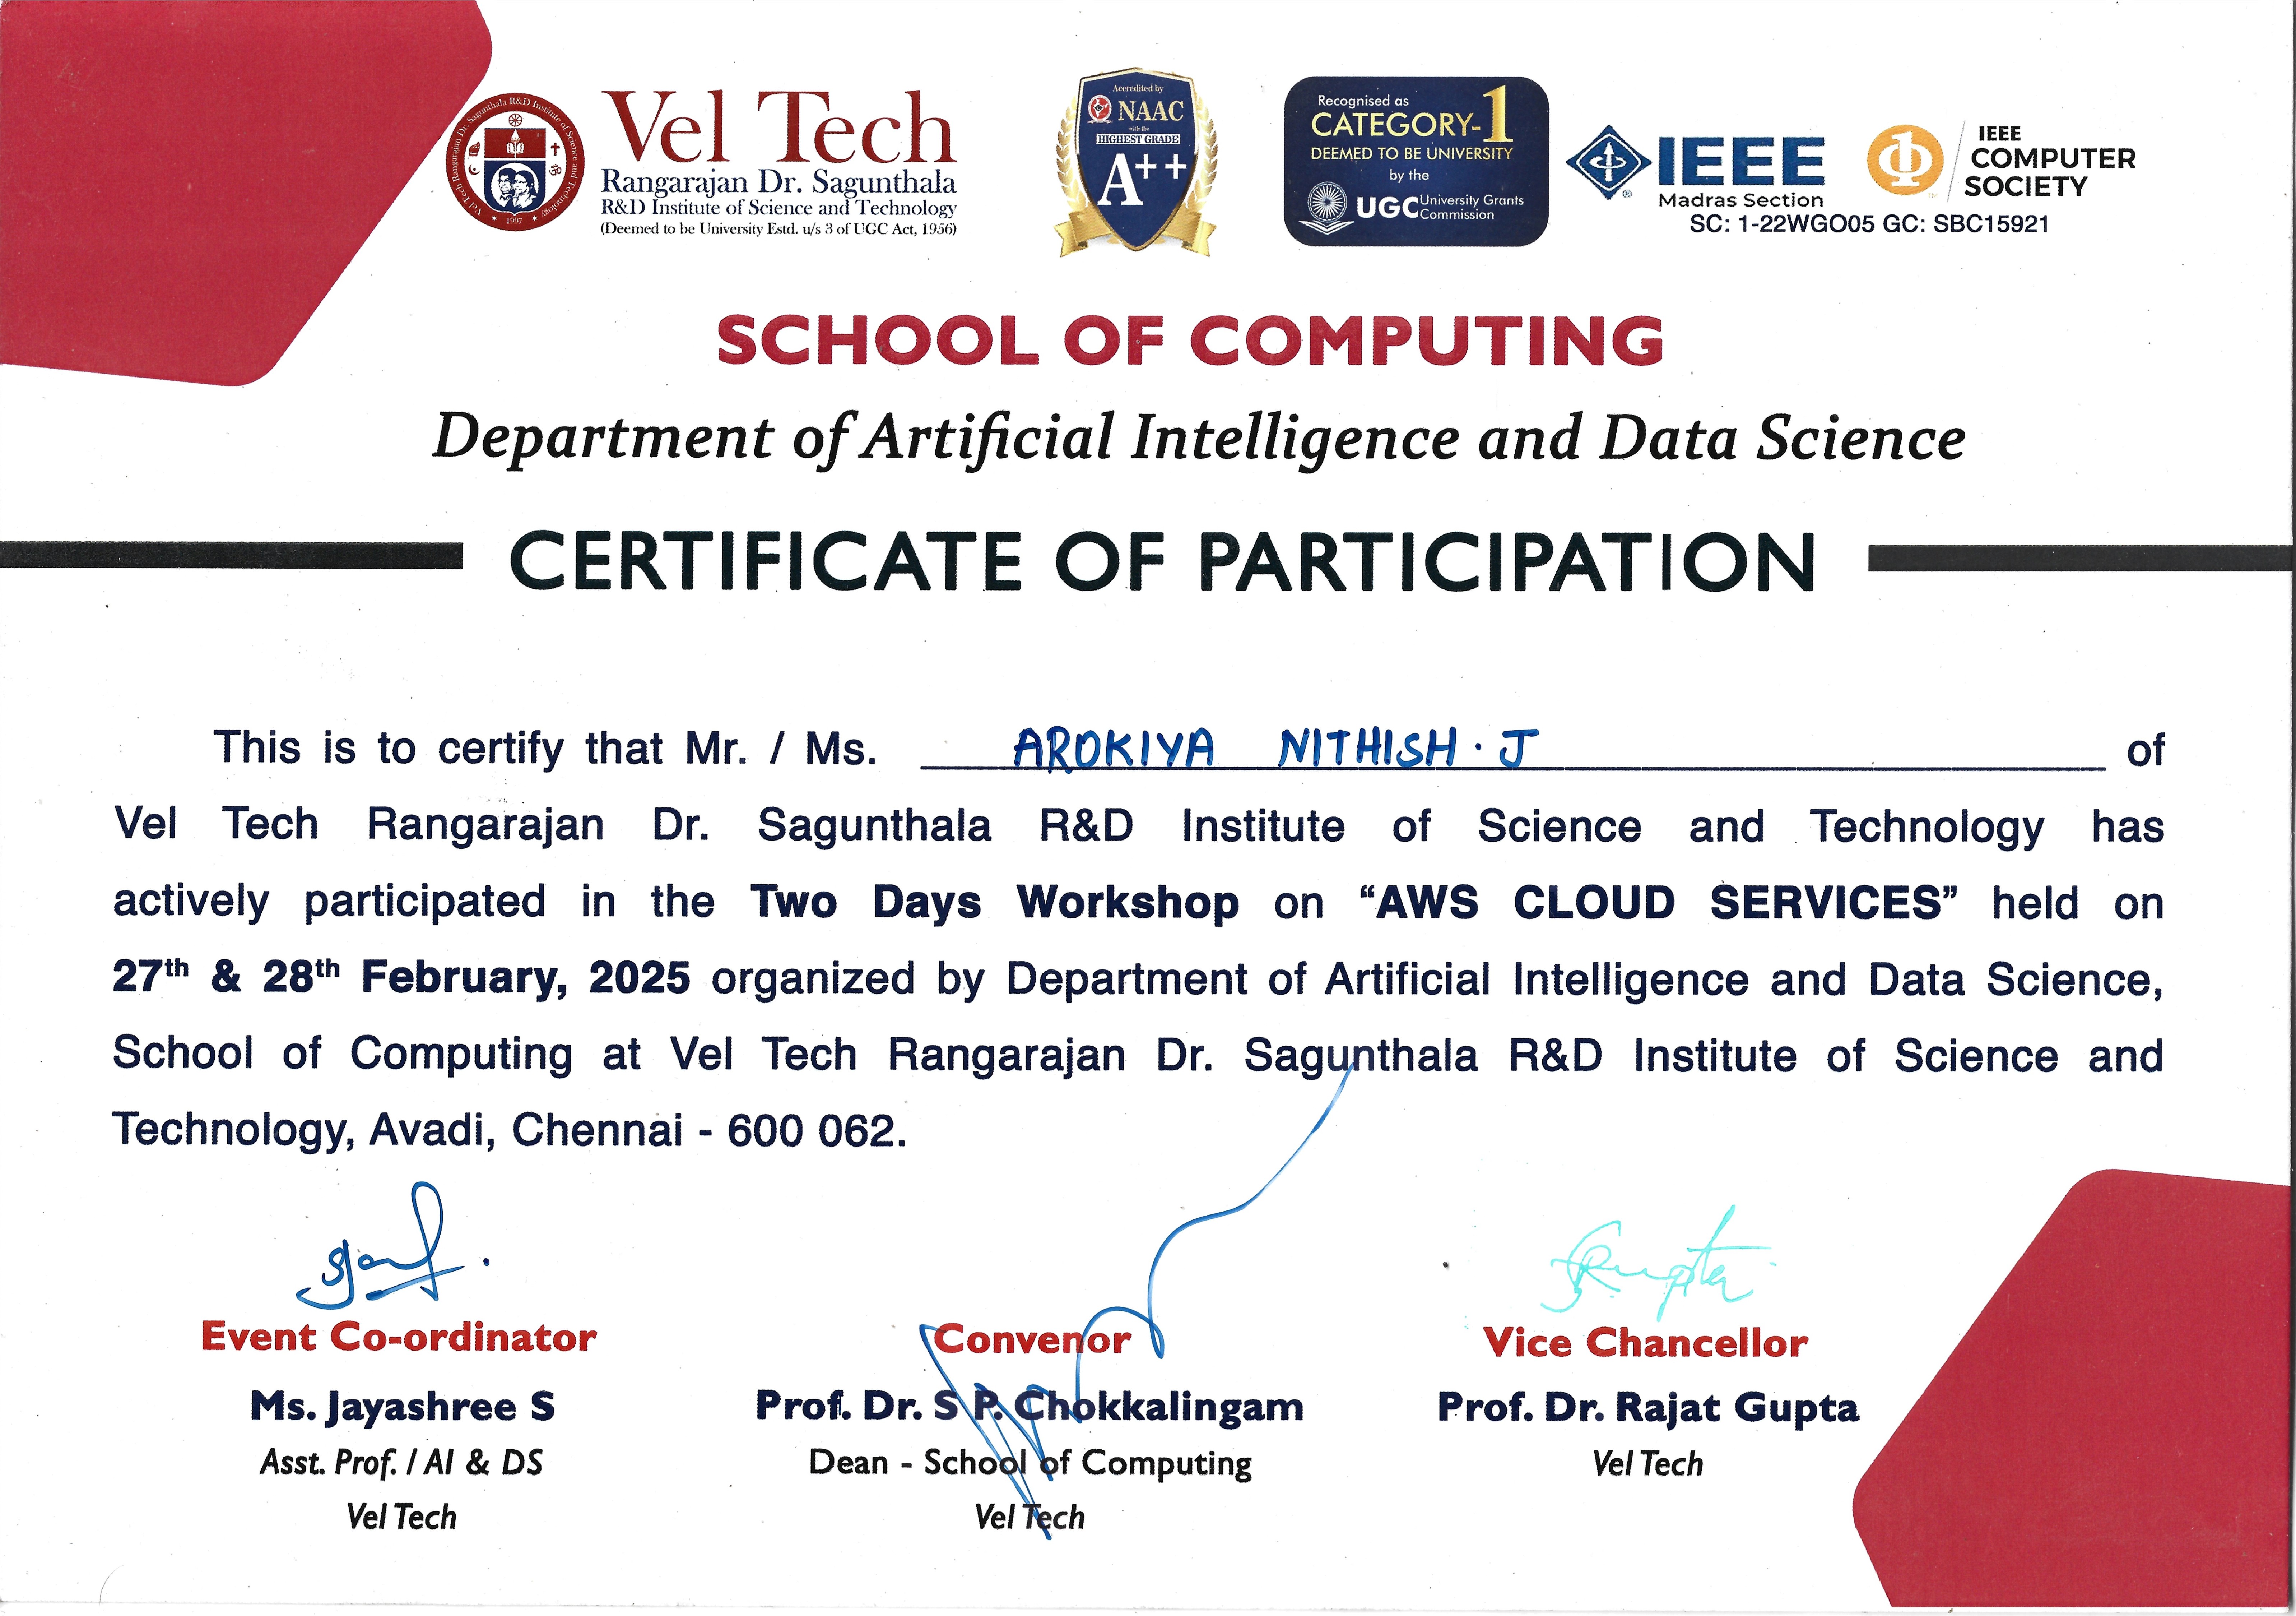 Vel Tech Rangarajan Dr. Sagunthala R&D Institute of Science and Technology
1997
Vel Tech
Rangarajan Dr. Sagunthala
R&D Institute of Science and Technology
(Deemed to be University Estd. u/s 3 of UGC Act, 1956)
Accredited by
NAAC
with the
HIGHEST GRADE
A++
Recognised as
CATEGORY-1
DEEMED TO BE UNIVERSITY
by the
UGC University Grants Commission
IEEE
Madras Section
IEEE
COMPUTER
SOCIETY
SC: 1-22WGO05 GC: SBC15921
SCHOOL OF COMPUTING
Department of Artificial Intelligence and Data Science
CERTIFICATE OF PARTICIPATION
This is to certify that Mr. / Ms. AROKIYA NITHISH. J of
Vel Tech Rangarajan Dr. Sagunthala R&D Institute of Science and Technology has
actively participated in the Two Days Workshop on “AWS CLOUD SERVICES” held on
27th & 28th February, 2025 organized by Department of Artificial Intelligence and Data Science,
School of Computing at Vel Tech Rangarajan Dr. Sagunthala R&D Institute of Science and
Technology, Avadi, Chennai - 600 062.
Event Co-ordinator
Ms. Jayashree S
Asst. Prof. / AI & DS
Vel Tech
Convenor
Prof. Dr. S P. Chokkalingam
Dean - School of Computing
Vel Tech
Vice Chancellor
Prof. Dr. Rajat Gupta
Vel Tech